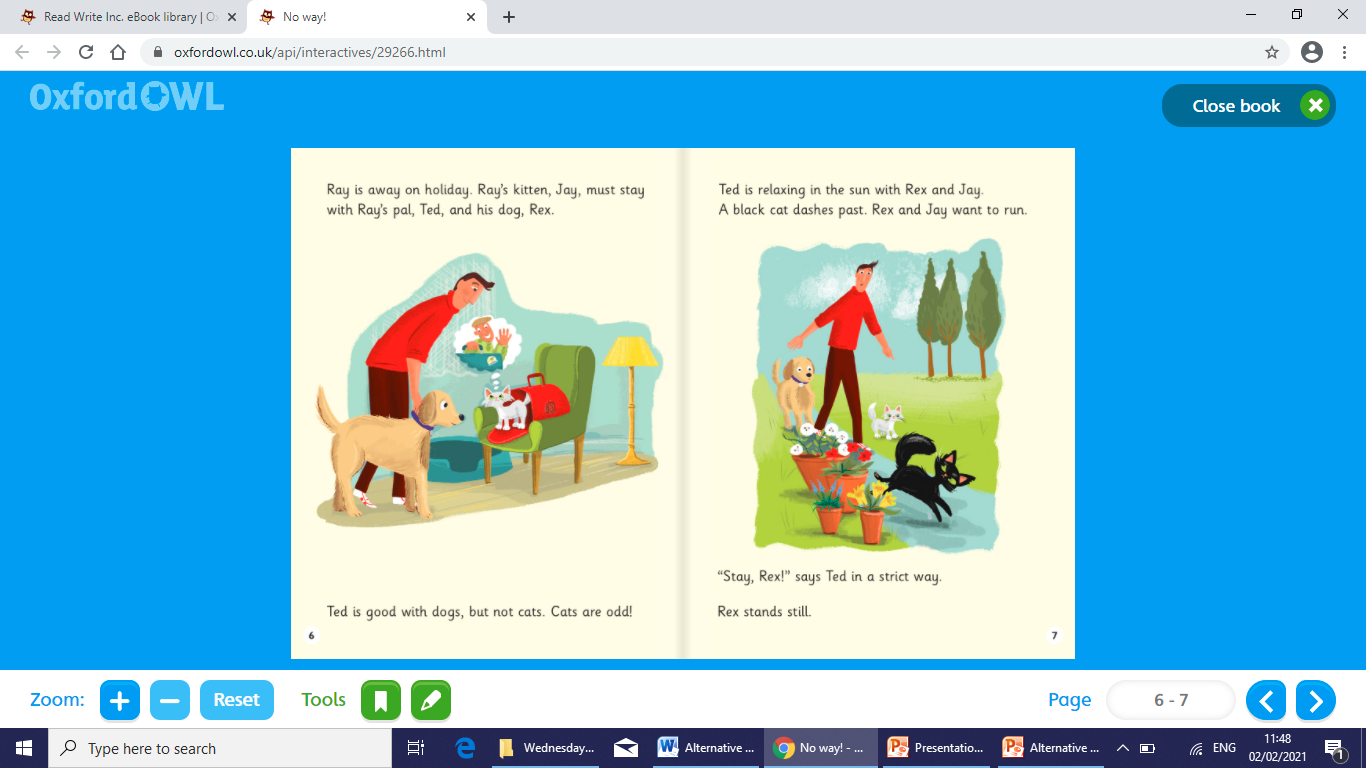 Read Write Inc. eBook library | O
No way!
oxfordowl.co.uk/api/interactives/29266.html
OxfordOWL
Close book
Ray is away on holiday. Ray's kitten, Jay, must stay
with Ray's pal, Ted, and his dog, Rex.
Ted is good with dogs, but not cats. Cats are odd!
6
Ted is relaxing in the sun with Rex and Jay.
A black cat dashes past. Rex and Jay want to run.
"Stay, Rex!" says Ted in a strict way.
Rex stands still.
7
Zoom:
Reset
Tools
Page
6 - 7
Type here to search
Wednesday...
Alternative ...
No way! - ...
Presentatio...
Alternative ...
ENG
11:48
02/02/2021
1